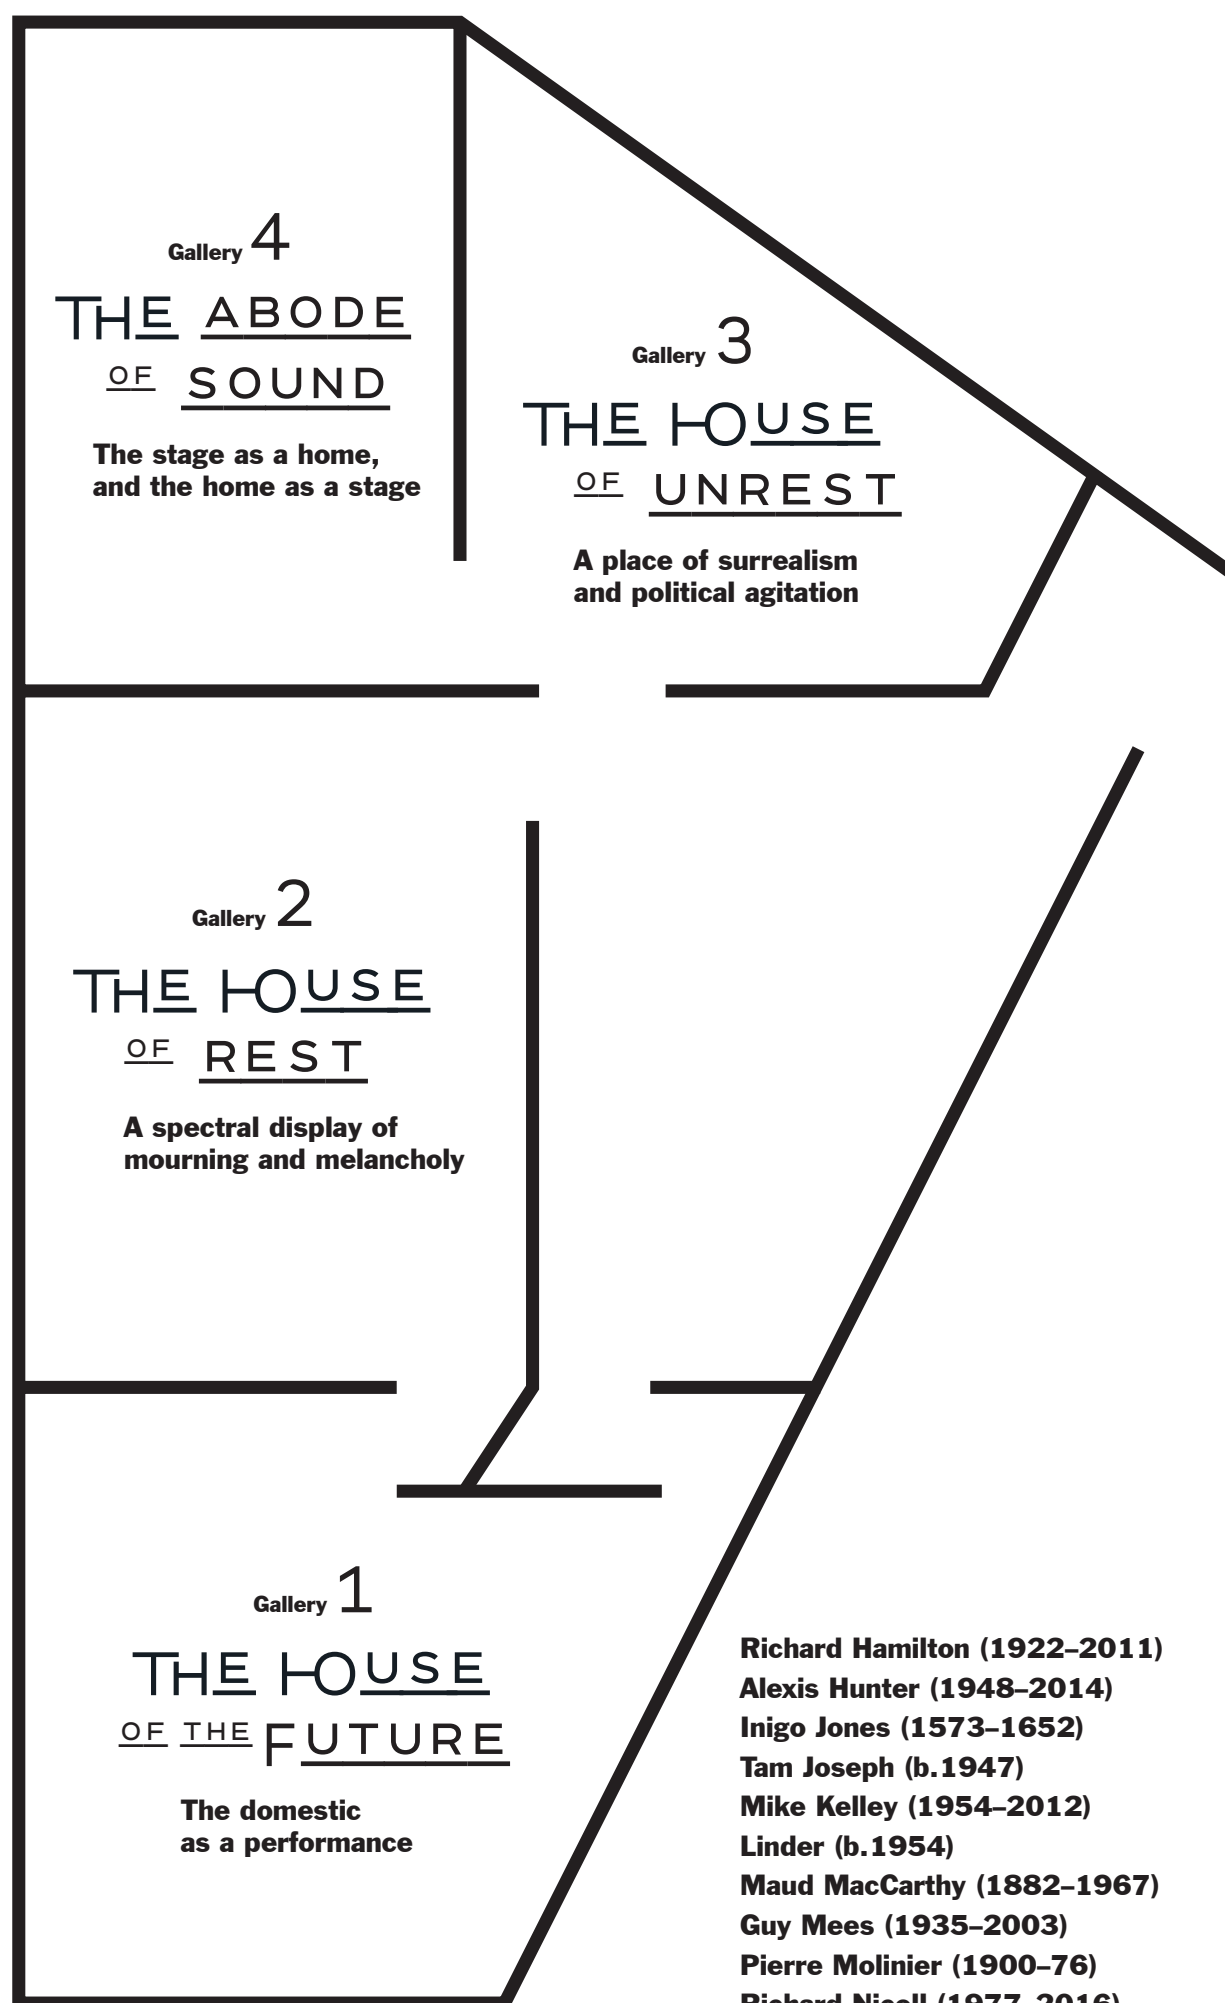 Gallery 4
THE ABODE
OF SOUND
The stage as a home,
and the home as a stage
Gallery 3
THE HOUSE
OF UNREST
A place of surrealism
and political agitation
Gallery 2
THE HOUSE
OF REST
A spectral display of
mourning and melancholy
Gallery 1
THE HOUSE
OF THE FUTURE
The domestic
as a performance
Richard Hamilton (1922–2011)
Alexis Hunter (1948–2014)
Inigo Jones (1573–1652)
Tam Joseph (b.1947)
Mike Kelley (1954–2012)
Linder (b.1954)
Maud MacCarthy (1882–1967)
Guy Mees (1935–2003)
Pierre Molinier (1900–76)
Richard Nicoll (1977–2016)